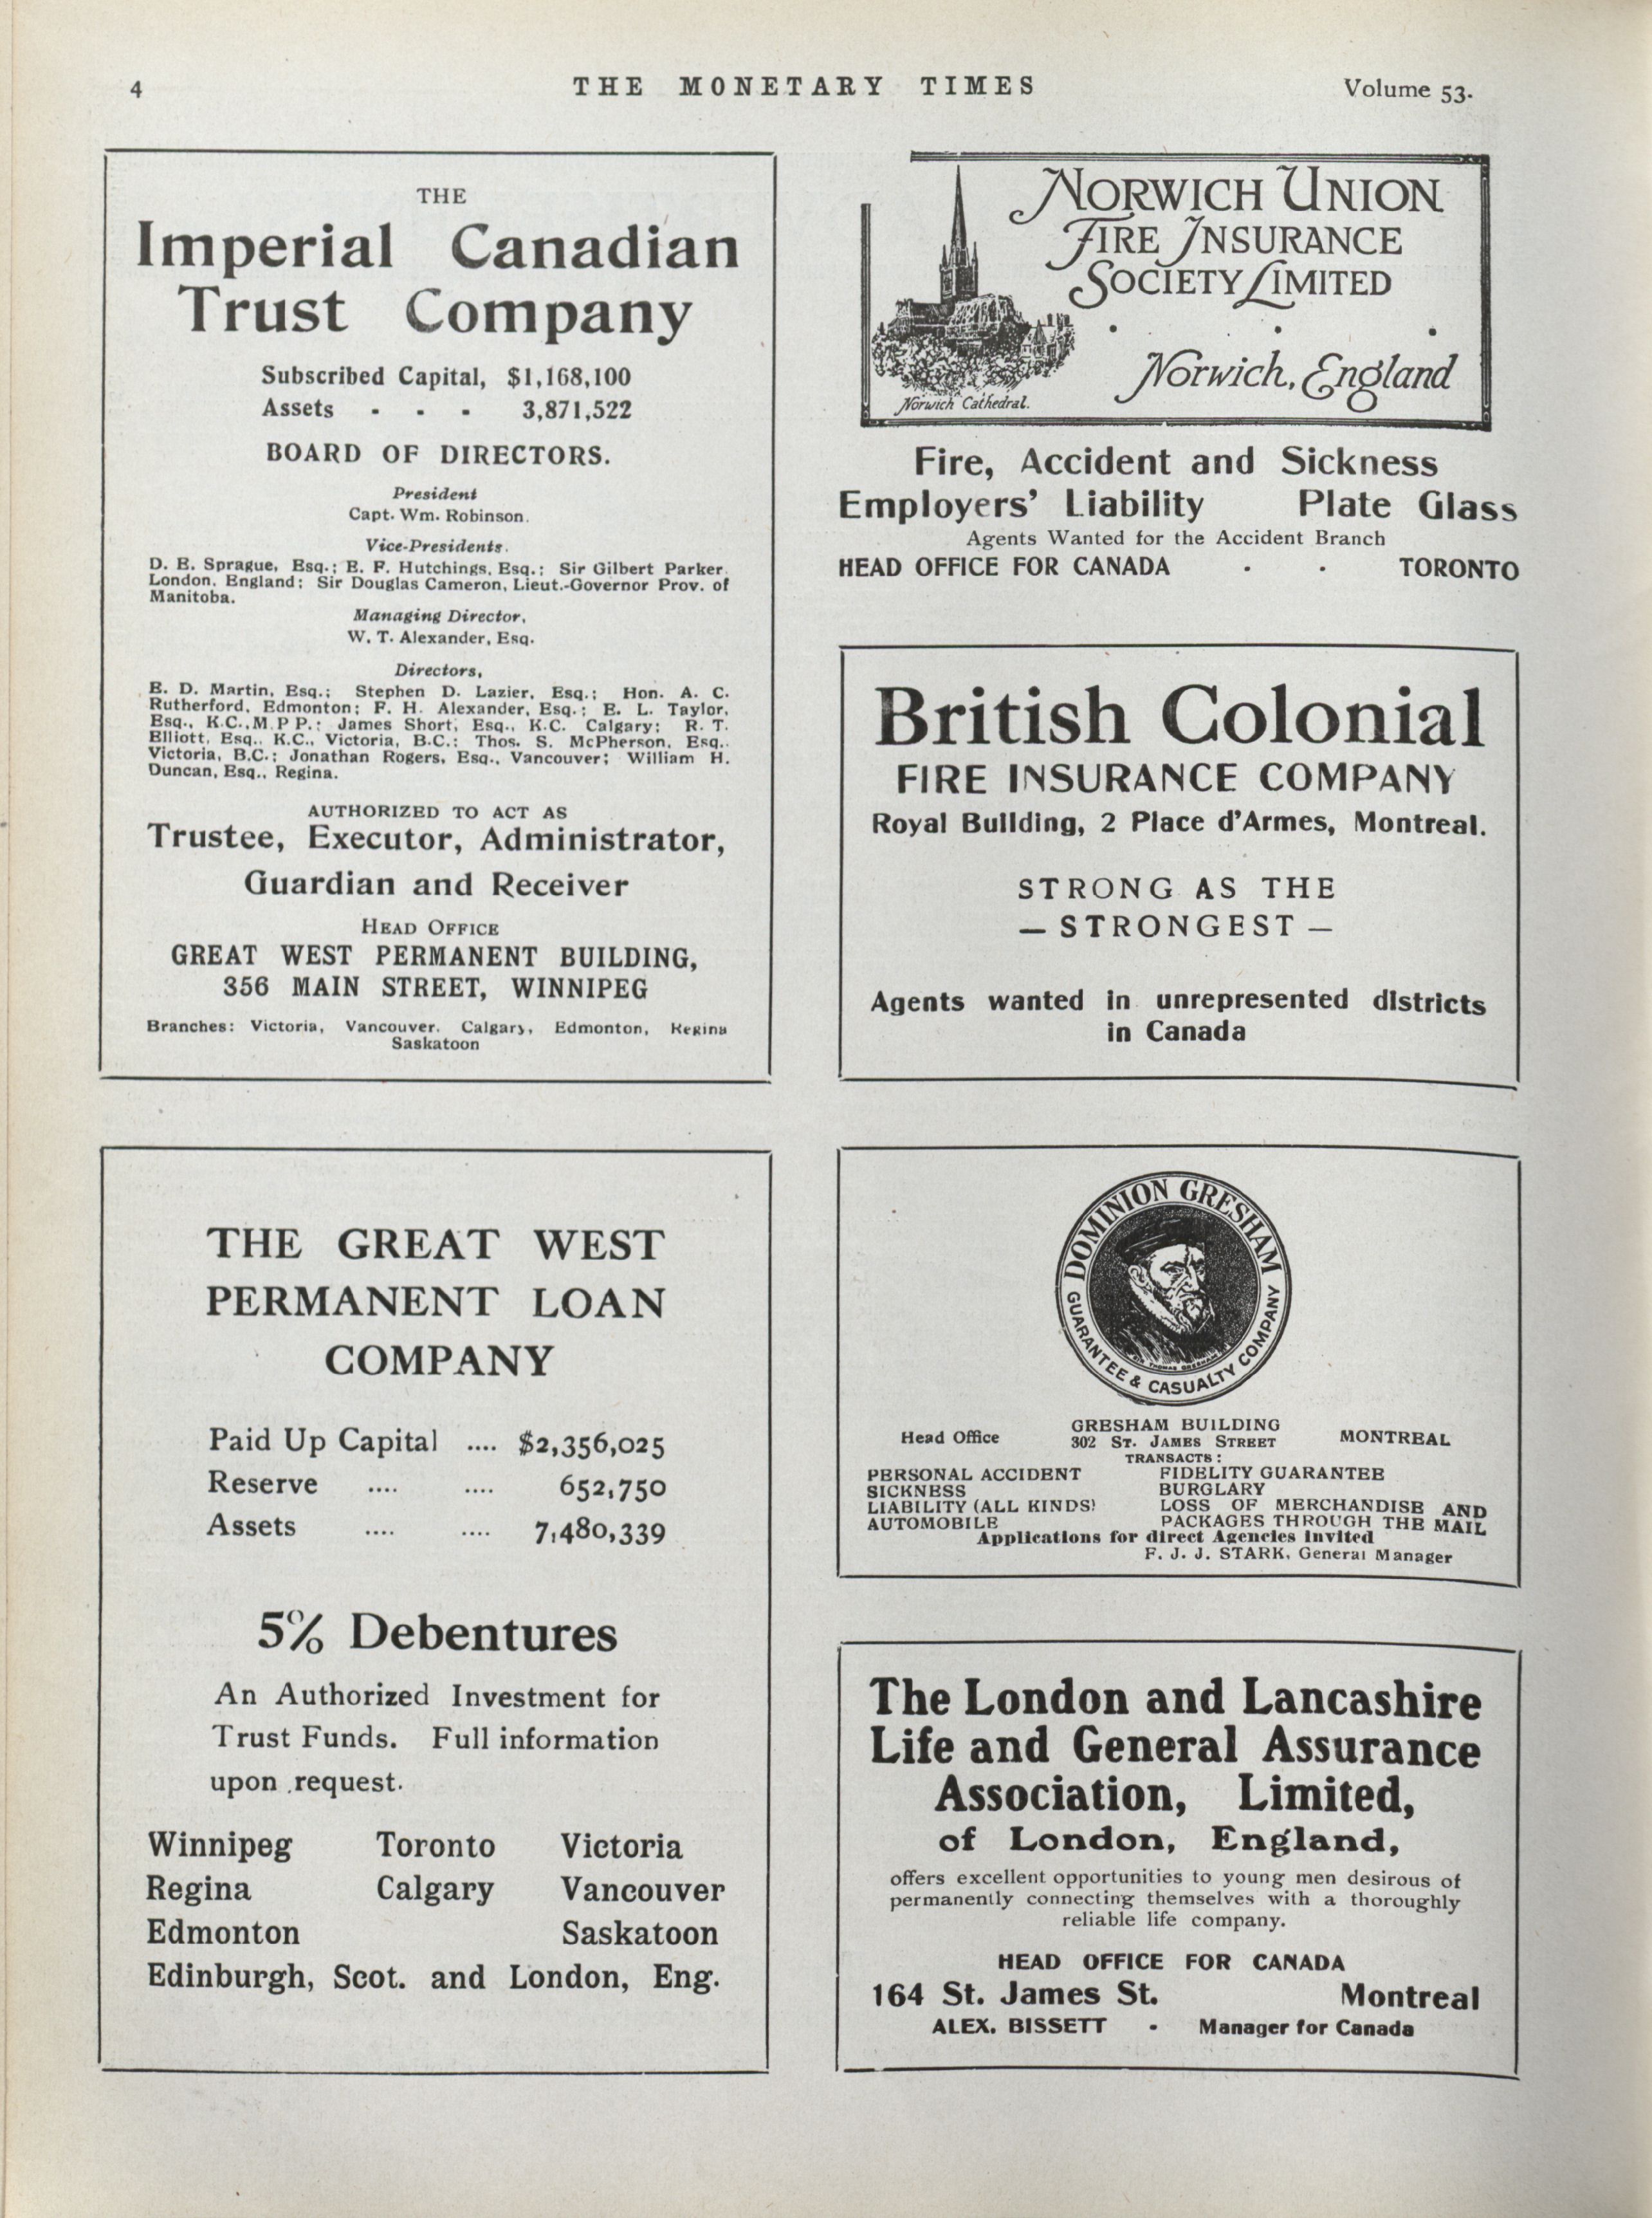 4
THE MONETARY TIMES
Volume 53.
THE
Imperial Canadian
Trust Company
Subscribed Capital, $1,168,100
Assets - - - 3,871,522
BOARD OF DIRECTORS.
President
Capt. Wm. Robinson.
Vice-Presidents.
D. E. Sprague, Esq.; E. F. Hutchings, Esq.; Sir Gilbert Parker
London, England; Sir Douglas Cameron, Lieut.-Governor Prov. of
Manitoba.
Managing Director,
W. T. Alexander, Esq.
Directors,
E. D. Martin, Esq.; Stephen D. Lazier, Esq.; Hon. A. C.
Rutherford, Edmonton; F. H. Alexander, Esq.; E. L. Taylor,
Esq., K.C., M.P P.; James Short, Esq., K.C. Calgary; R. T.
Elliott, Esq., K.C., Victoria, B.C.; Thos. S. McPherson, Esq..
Victoria, B.C.; Jonathan Rogers, Esq., Vancouver; William H.
Duncan, Esq., Regina.
AUTHORIZED TO ACT AS
Trustee, Executor, Administrator,
Guardian and Receiver
HEAD OFFICE
GREAT WEST PERMANENT BUILDING,
356 MAIN STREET, WINNIPEG
Branches: Victoria, Vancouver. Calgary, Edmonton, Regina
Saskatoon
THE GREAT WEST
PERMANENT LOAN
COMPANY
Paid Up Capital .... $2,356,025
Reserve .... .... 652,750
Assets .... .... 7,480,339
5% Debentures
An Authorized Investment for
Trust Funds. Full information
upon request.
Winnipeg Toronto Victoria
Regina Calgary Vancouver
Edmonton Saskatoon
Edinburgh, Scot. and London, Eng.
NORWICH UNION
FIRE INSURANCE
SOCIETY LIMITED
Norwich, England
Norwich Cathedral.
Fire, Accident and Sickness
Employers' Liability Plate Glass
Agents Wanted for the Accident Branch
HEAD OFFICE FOR CANADA - - TORONTO
British Colonial
FIRE INSURANCE COMPANY
Royal Building, 2 Place d'Armes, Montreal.
STRONG AS THE
— STRONGEST —
Agents wanted in unrepresented districts
in Canada
DOMINION GRESHAM
GUARANTEE & CASUALTY COMPANY
SIR THOMAS GRESHAM
Head Office GRESHAM BUILDING MONTREAL
302 ST. JAMES STREET
TRANSACTS:
PERSONAL ACCIDENT FIDELITY GUARANTEE
SICKNESS BURGLARY
LIABILITY (ALL KINDS) LOSS OF MERCHANDISE AND
AUTOMOBILE PACKAGES THROUGH THE MAIL
Applications for direct Agencies Invited
F. J. J. STARK, General Manager
The London and Lancashire
Life and General Assurance
Association, Limited,
of London, England,
offers excellent opportunities to young men desirous of
permanently connecting themselves with a thoroughly
reliable life company.
HEAD OFFICE FOR CANADA
164 St. James St. Montreal
ALEX. BISSETT - Manager for Canada